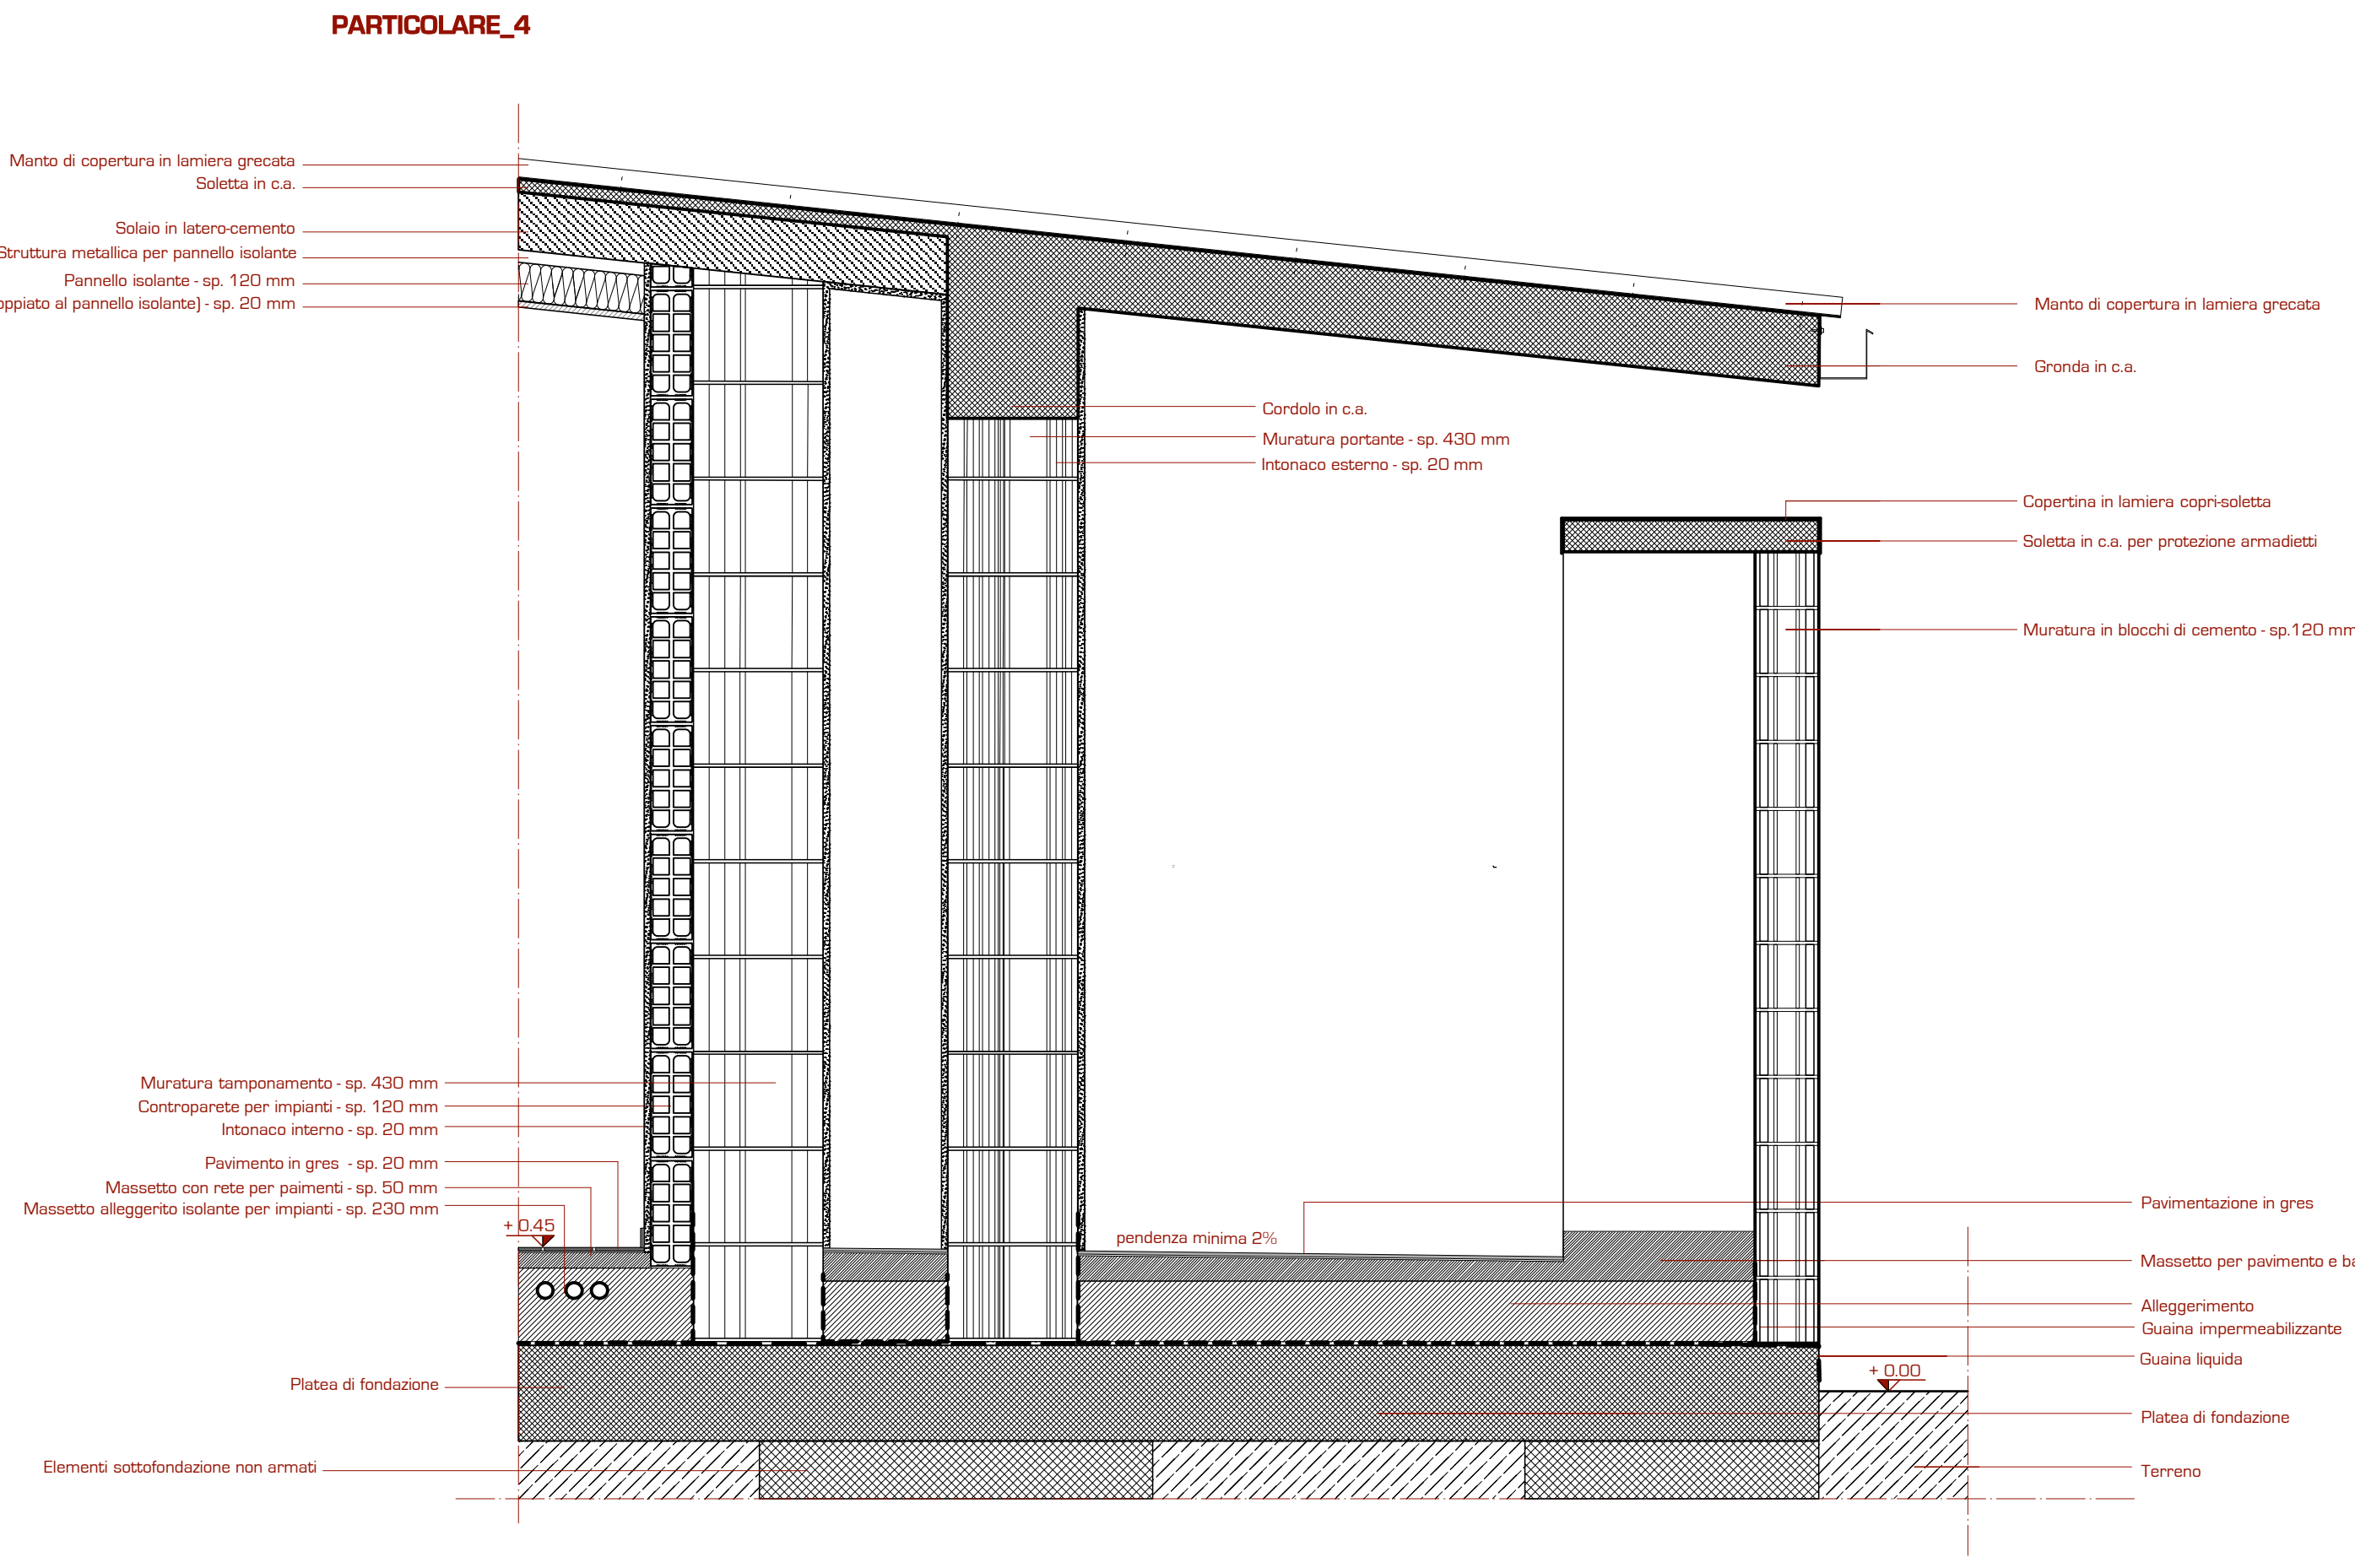 PARTICOLARE_4
Manto di copertura in lamiera grecata
Soletta in c.a.
Solaio in latero-cemento
Struttura metallica per pannello isolante
Pannello isolante - sp. 120 mm
al pannello isolante) - sp. 20 mm
Manto di copertura in lamiera grecata
Gronda in c.a.
Cordolo in c.a.
Muratura portante - sp. 430 mm
Intonaco esterno - sp. 20 mm
Copertina in lamiera copri-soletta
Soletta in c.a. per protezione armadietti
Muratura in blocchi di cemento - sp.120 mm
Muratura tamponamento - sp. 430 mm
Controparete per impianti - sp. 120 mm
Intonaco interno - sp. 20 mm
Pavimento in gres - sp. 20 mm
Massetto con rete per paimenti - sp. 50 mm
Massetto alleggerito isolante per impianti - sp. 230 mm
+ 0.45
pendenza minima 2%
Pavimentazione in gres
Massetto per pavimento e
Alleggerimento
Guaina impermeabilizzante
Guaina liquida
+ 0.00
Platea di fondazione
Platea di fondazione
Elementi sottofondazione non armati
Terreno